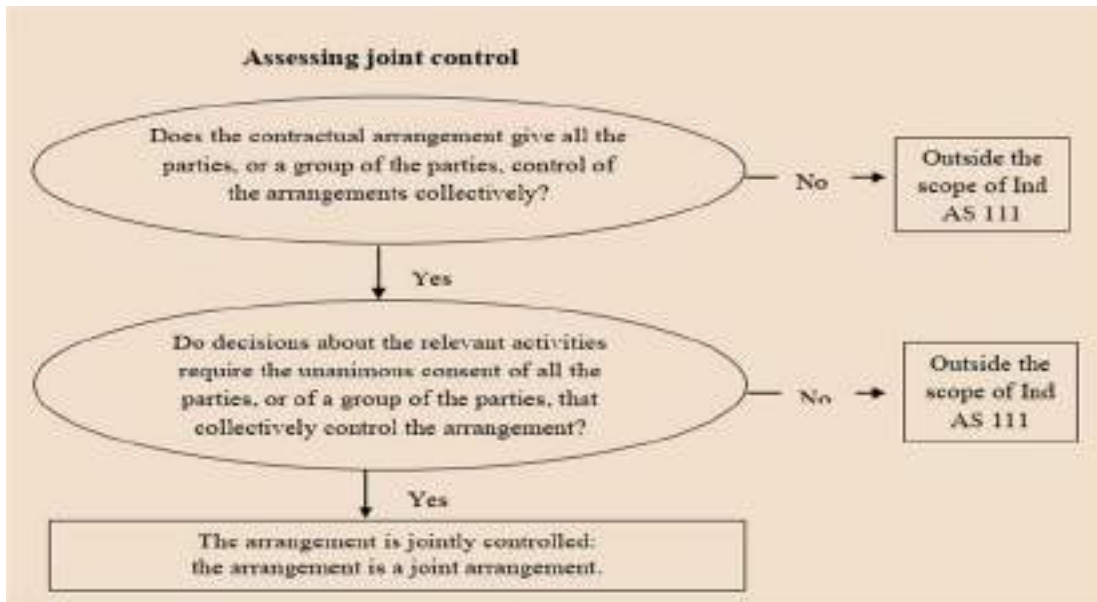 Assessing joint control
Does the contractual arrangement give all the
parties, or a group of the parties, control of
the arrangements collectively?
No
Outside the
scope of Ind
AS 111
Yes
Do decisions about the relevant activities
require the unanimous consent of all the
parties, or of a group of the parties, that
collectively control the arrangement?
No
Outside the
scope of Ind
AS 111
Yes
The arrangement is jointly controlled:
the arrangement is a joint arrangement.